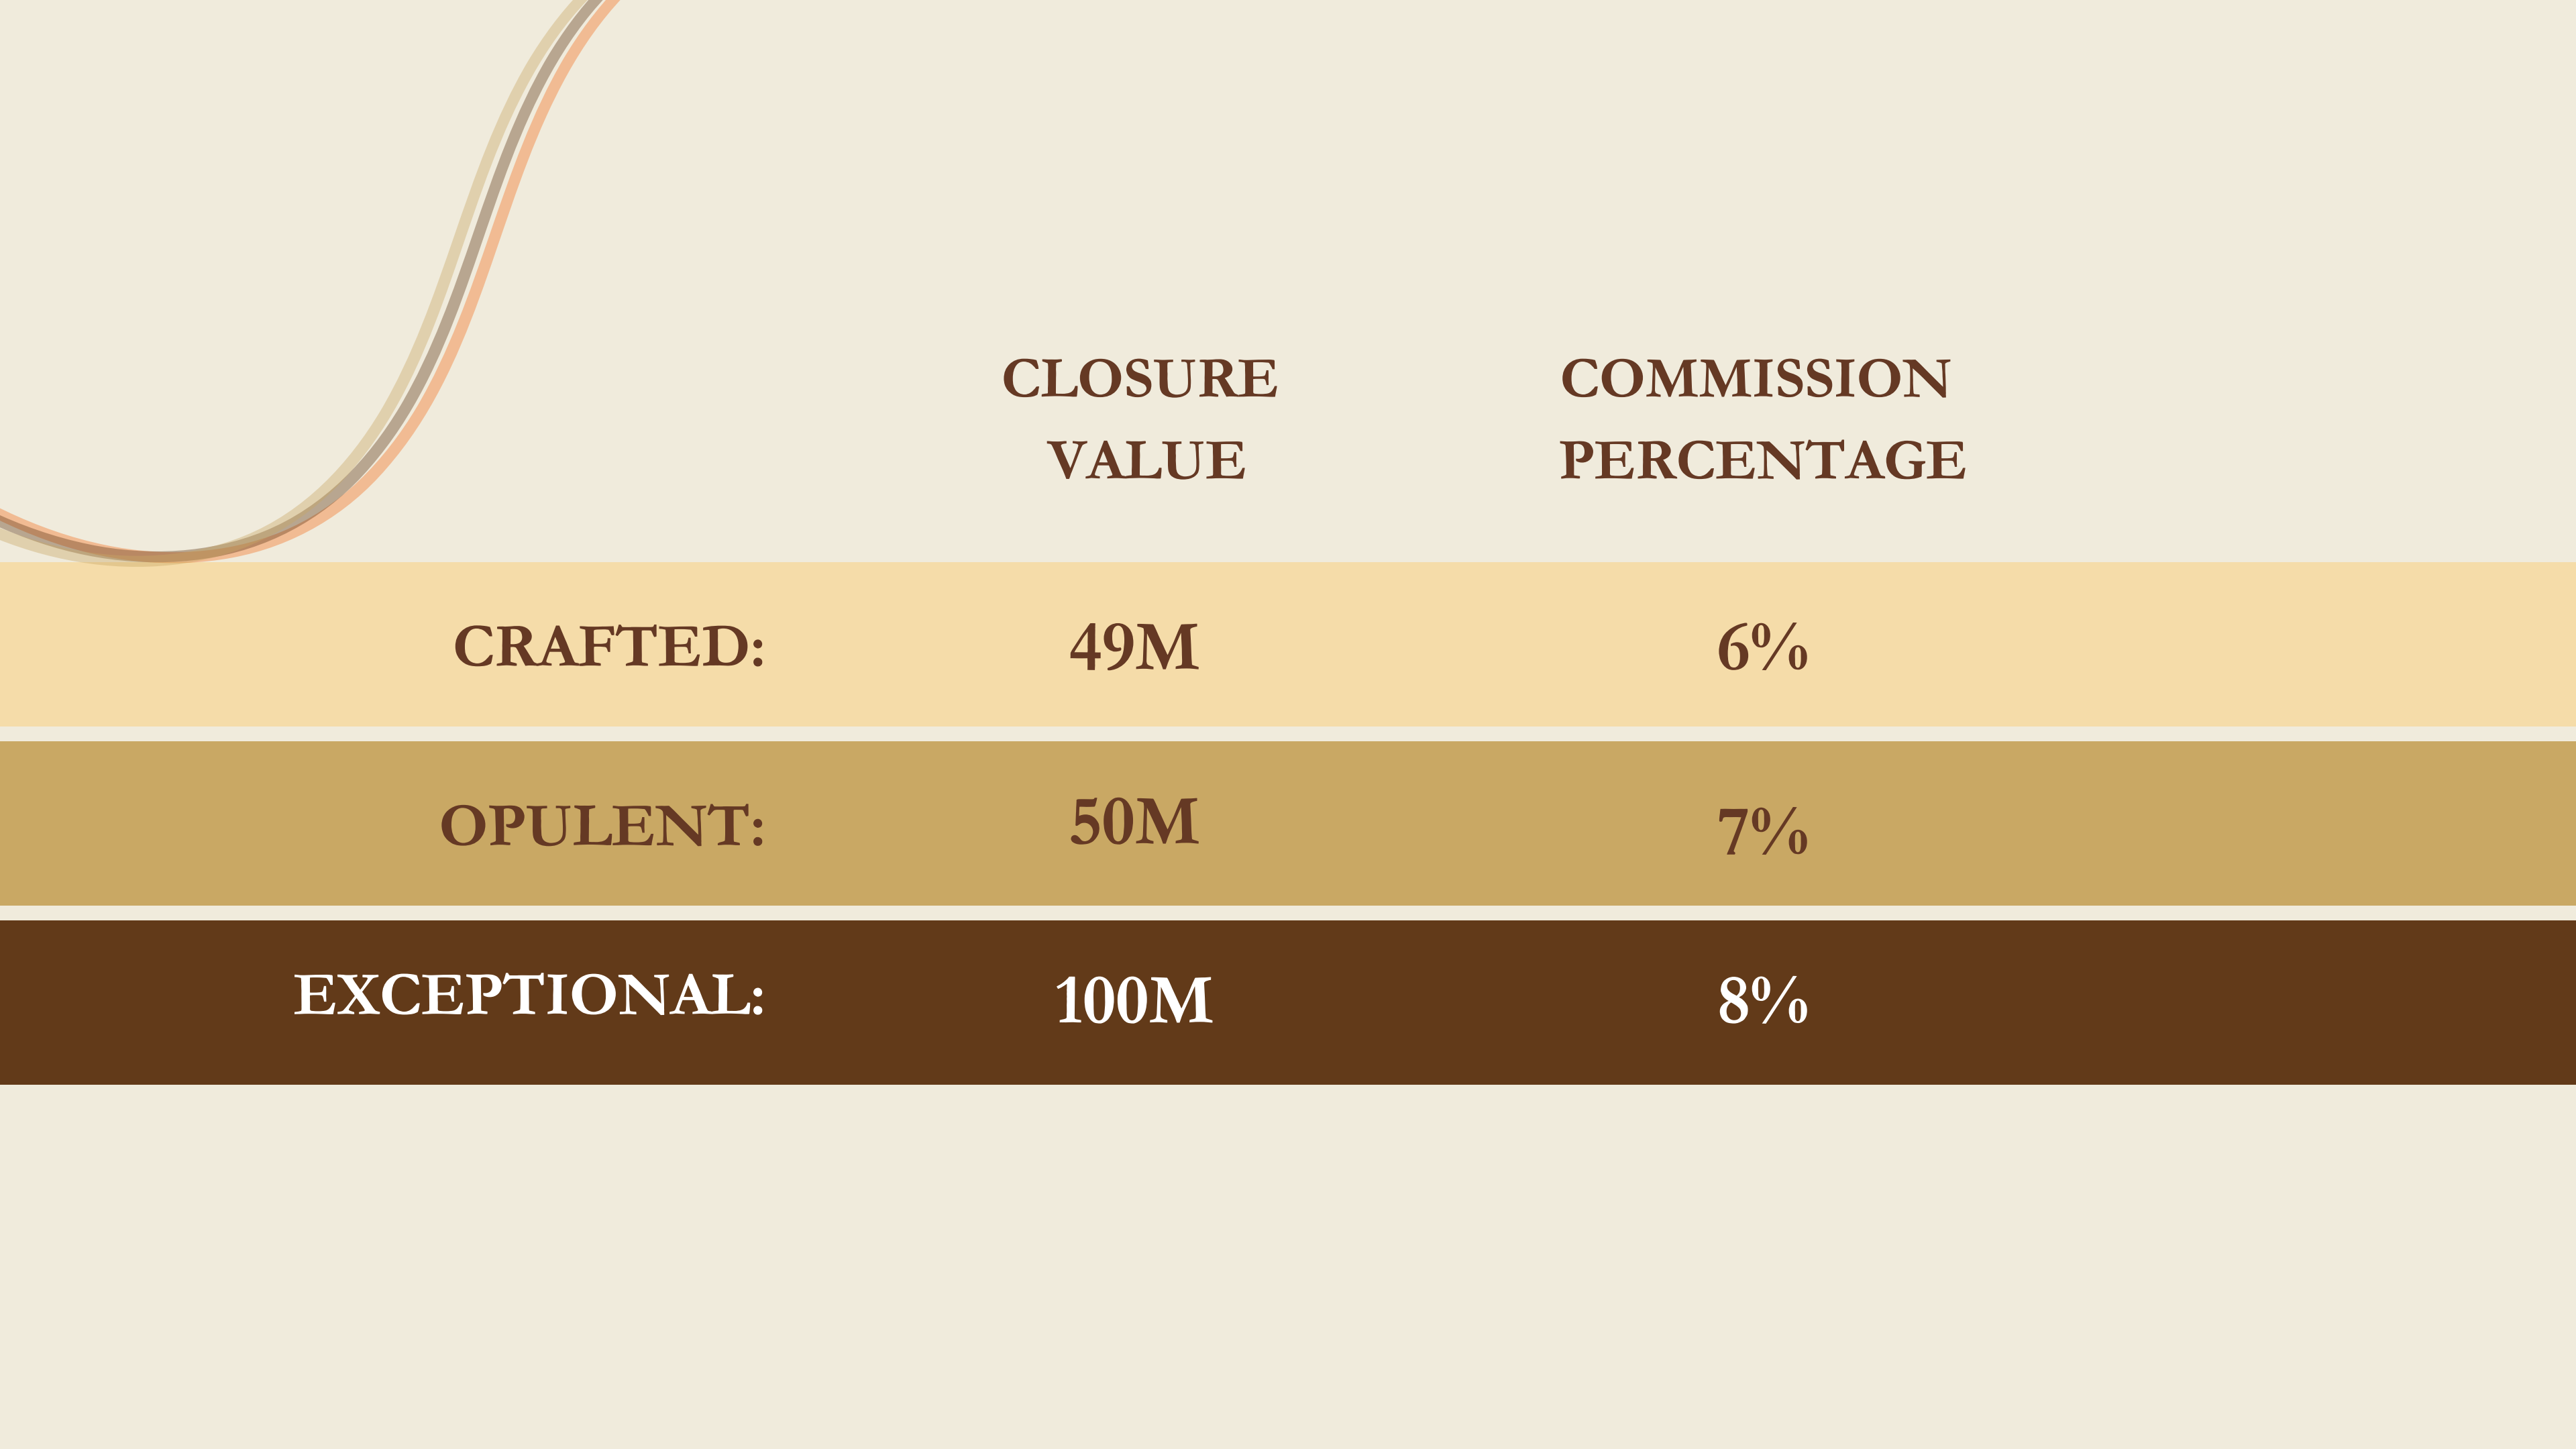 CLOSURE
VALUE
COMMISSION
PERCENTAGE
CRAFTED: 49M 6%
OPULENT: 50M 7%
EXCEPTIONAL: 100M 8%